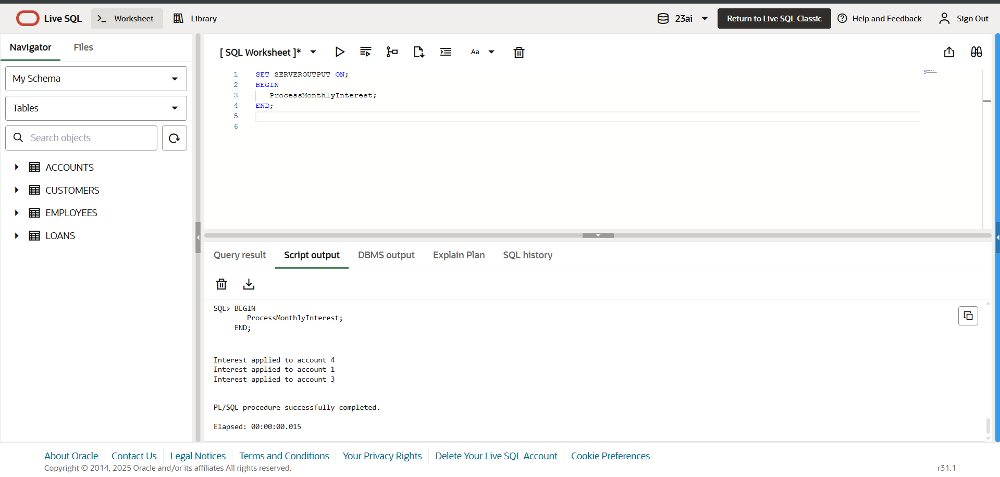 Live SQL
Worksheet
Library
23ai
Return to Live SQL Classic
Help and Feedback
Sign Out
Navigator
Files
My Schema
Tables
Search objects
ACCOUNTS
CUSTOMERS
EMPLOYEES
LOANS
[ SQL Worksheet ]*
Aa
1 SET SERVEROUTPUT ON;
2 BEGIN
3 ProcessMonthlyInterest;
4 END;
5
6
Query result
Script output
DBMS output
Explain Plan
SQL history
SQL> BEGIN
ProcessMonthlyInterest;
END;
Interest applied to account 4
Interest applied to account 1
Interest applied to account 3
PL/SQL procedure successfully completed.
Elapsed: 00:00:00.015
About Oracle
Contact Us
Legal Notices
Terms and Conditions
Your Privacy Rights
Delete Your Live SQL Account
Cookie Preferences
Copyright © 2014, 2025 Oracle and/or its affiliates All rights reserved.
r31.1